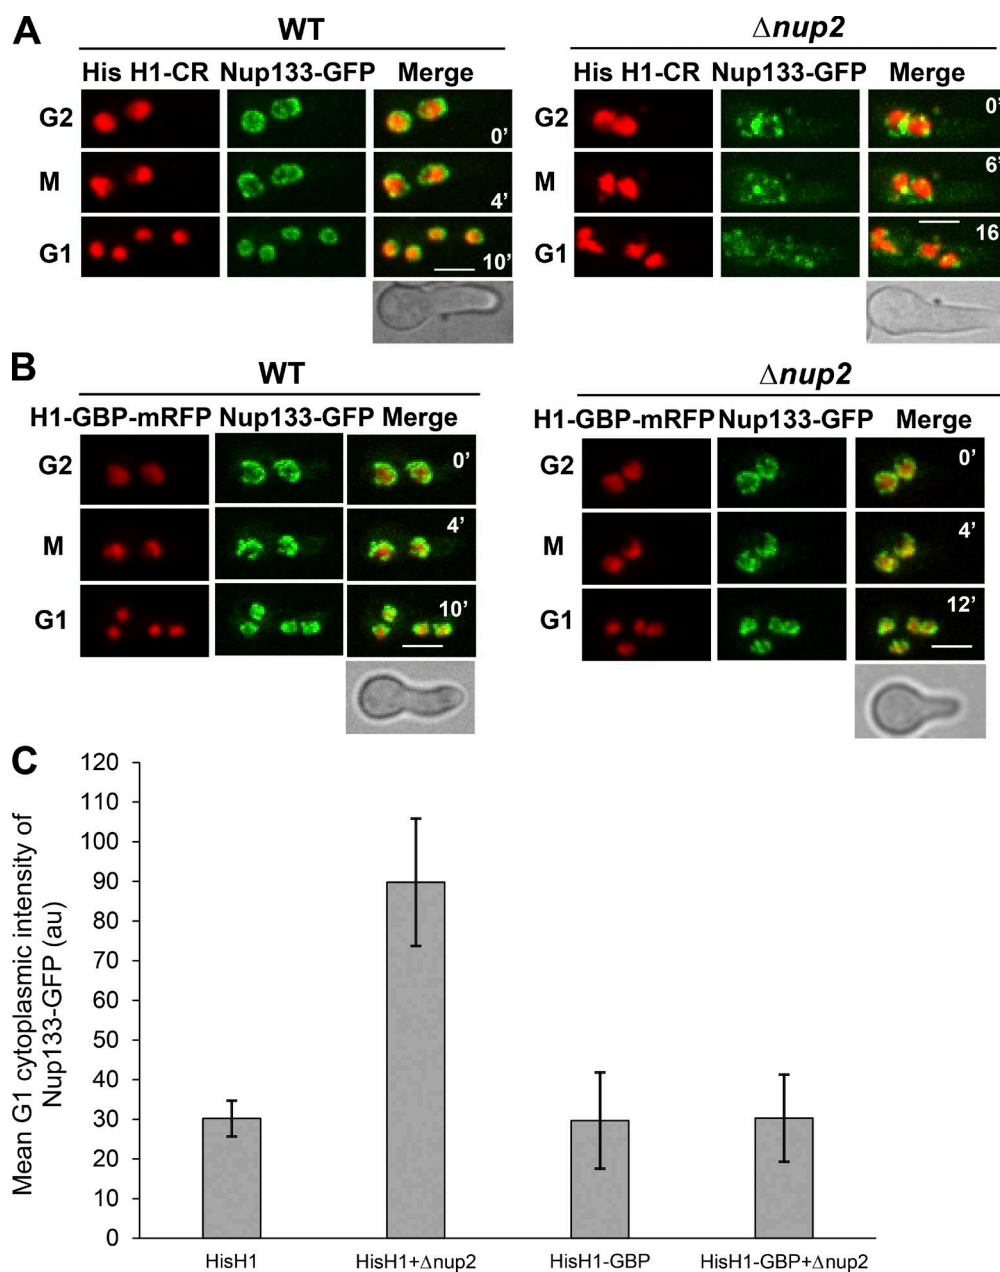 A
WT
Δnup2
His H1-CR Nup133-GFP Merge
His H1-CR Nup133-GFP Merge
G2
0’
G2
0’
M
4’
M
6’
G1
10’
G1
16
B
WT
Δnup2
H1-GBP-mRFP Nup133-GFP Merge
H1-GBP-mRFP Nup133-GFP Merge
G2
0’
G2
0’
M
4’
M
4’
G1
10’
G1
12’
C
Mean G1 cytoplasmic intensity of
Nup133-GFP (au)
120
110
100
90
80
70
60
50
40
30
20
10
0
HisH1
HisH1+Δnup2
HisH1-GBP
HisH1-GBP+Δnup2